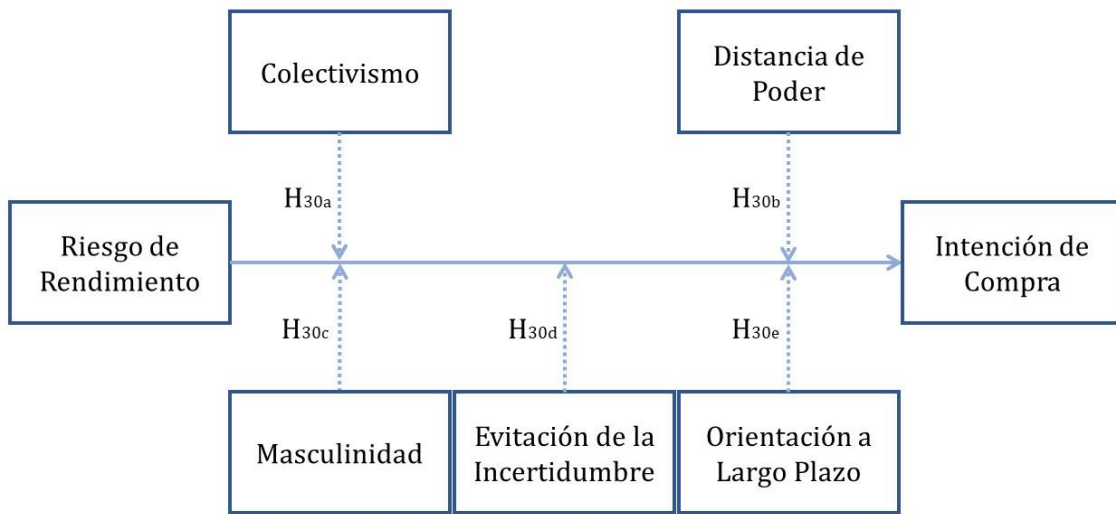 Colectivismo
Distancia de
Poder
H30a
H30b
Riesgo de
Rendimiento
Intención de
Compra
H30c
H30d
H30e
Masculinidad
Evitación de la
Incertidumbre
Orientación a
Largo Plazo